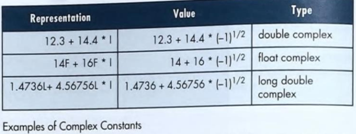 Representation Value Type
12.3 + 14.4 * I 12.3 + 14.4 * (–1)1/2 double complex
14F + 16F * I 14 + 16 * (–1)1/2 float complex
1.4736L+ 4.56756L * I 1.4736 + 4.56756 * (–1)1/2 long double
complex
Examples of Complex Constants